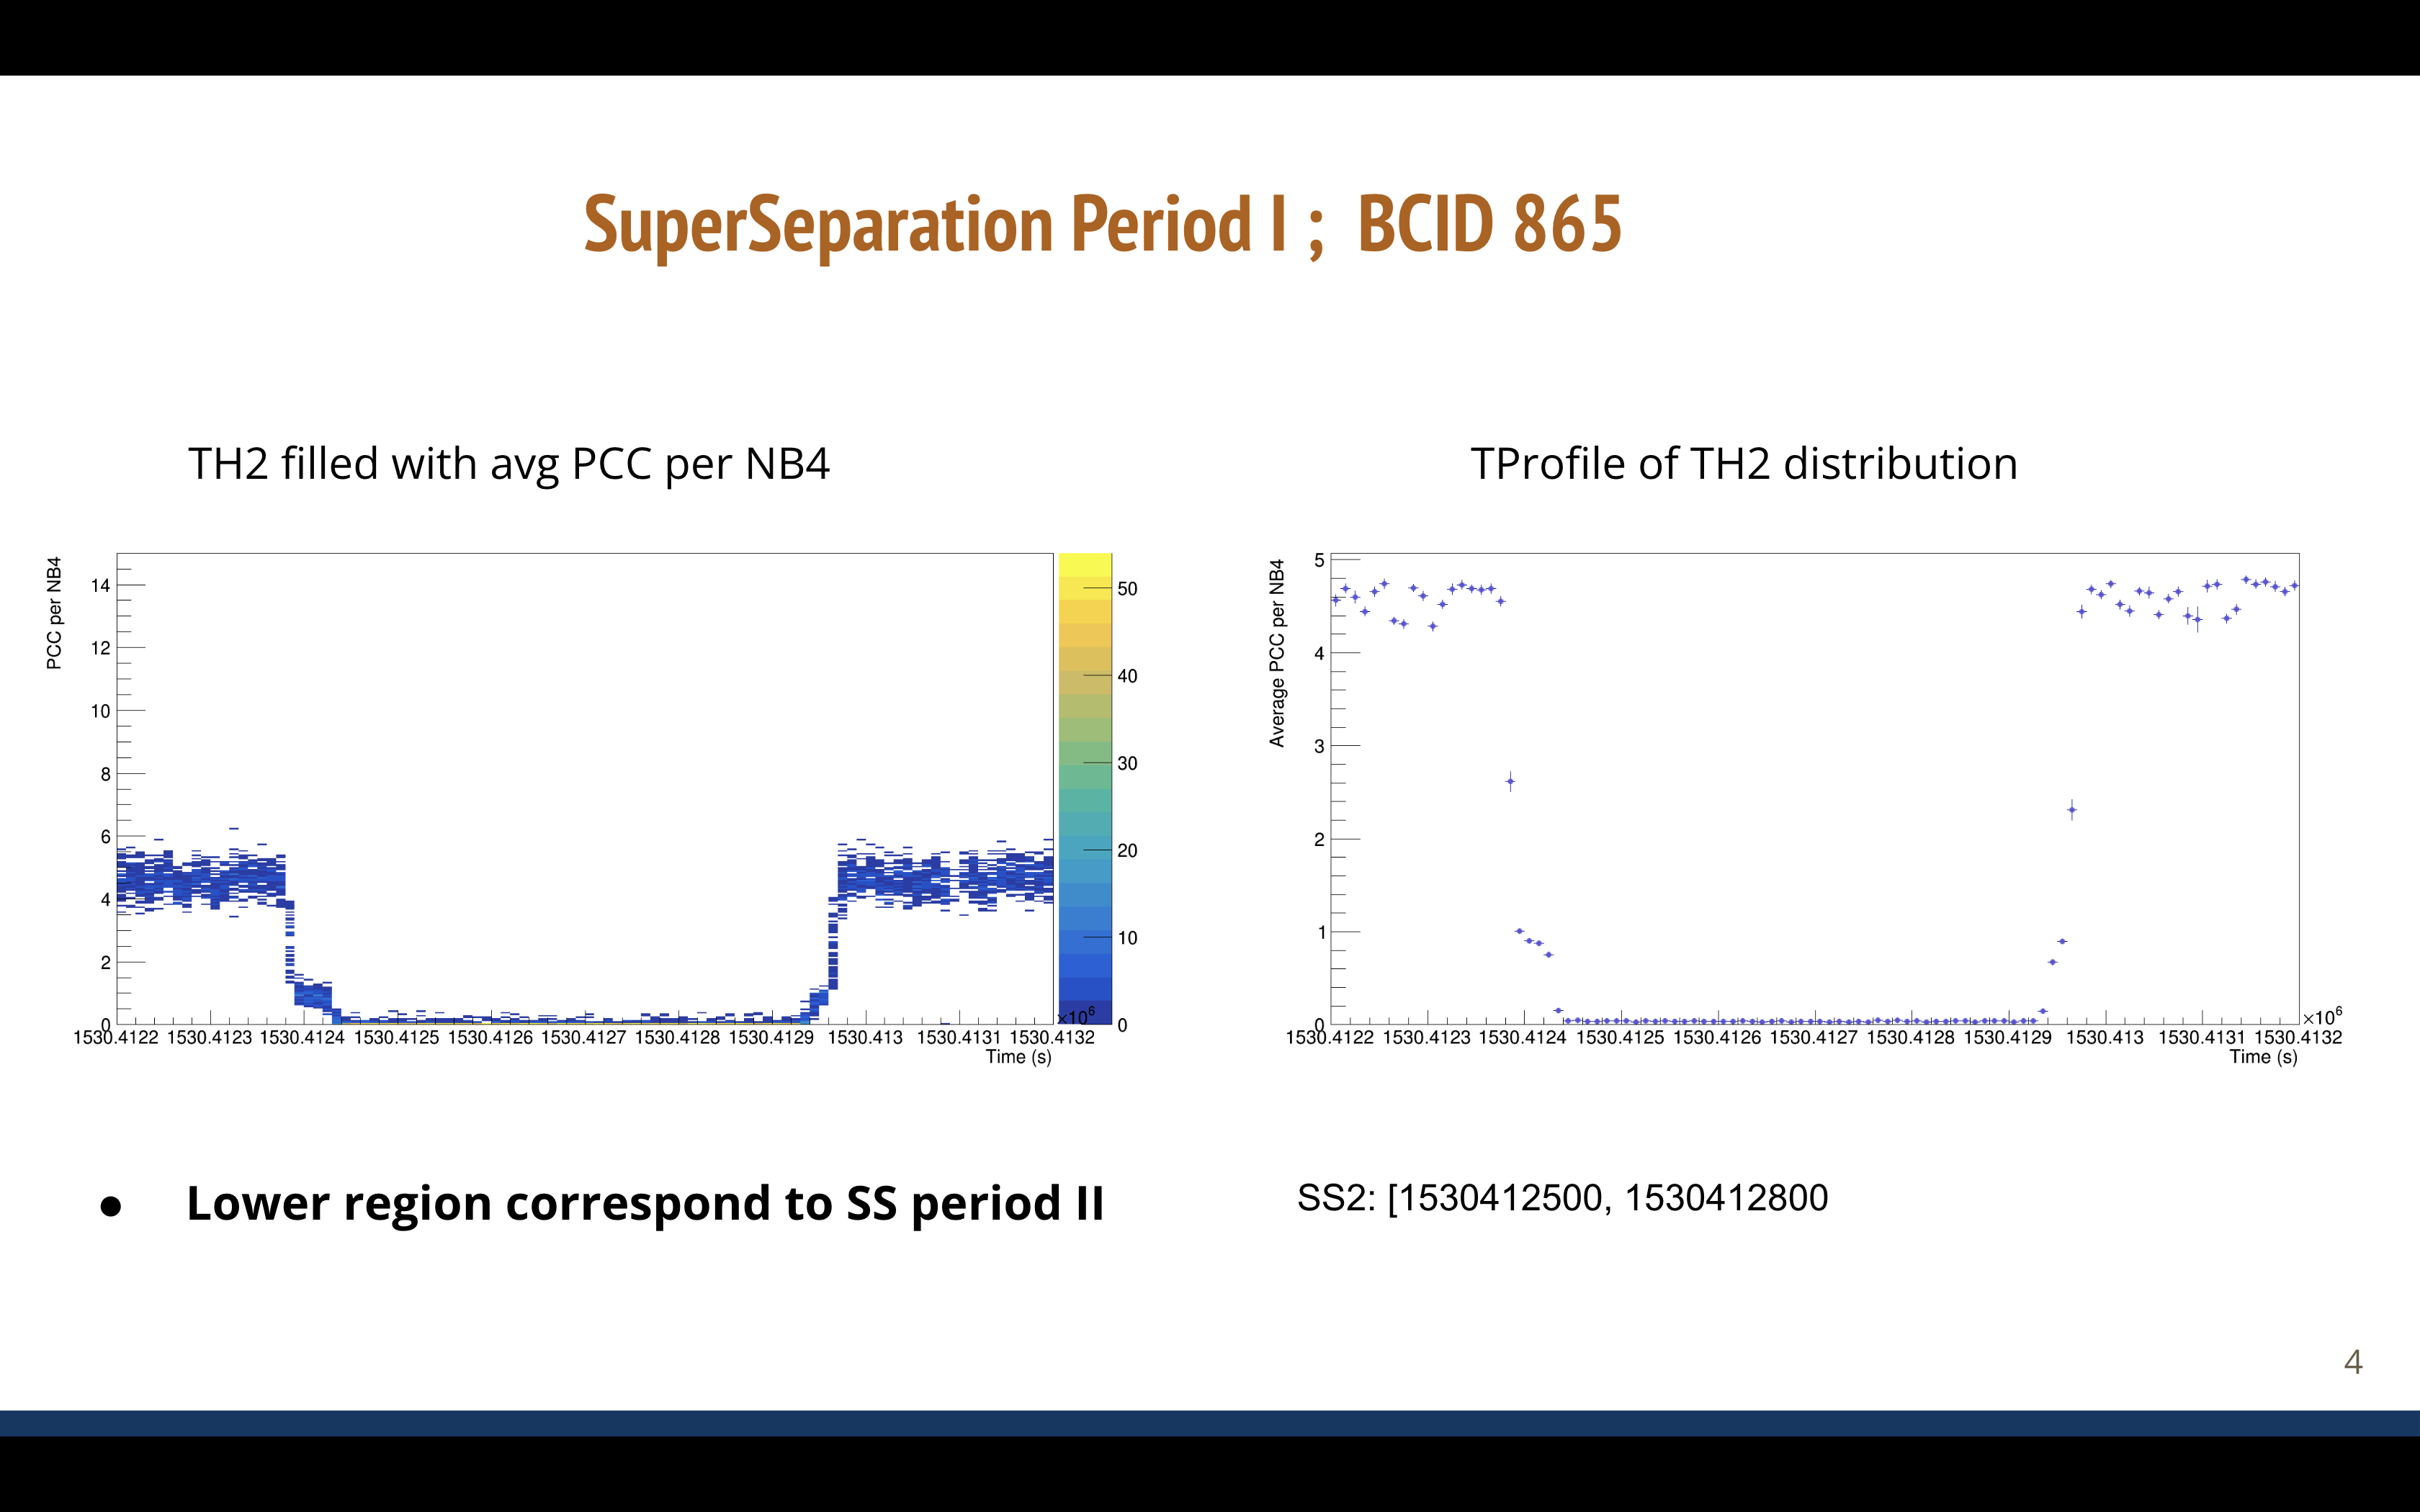 SuperSeparation Period I ; BCID 865
TH2 filled with avg PCC per NB4
TProfile of TH2 distribution
PCC per NB4
14
12
10
8
6
4
2
0
1530.4122 1530.4123 1530.4124 1530.4125 1530.4126 1530.4127 1530.4128 1530.4129 1530.413 1530.4131 1530.4132
Time (s)
×10⁶
50
40
30
20
10
0
Average PCC per NB4
5
4
3
2
1
0
1530.4122 1530.4123 1530.4124 1530.4125 1530.4126 1530.4127 1530.4128 1530.4129 1530.413 1530.4131 1530.4132
×10⁶
Time (s)
● Lower region correspond to SS period II
SS2: [1530412500, 1530412800
4